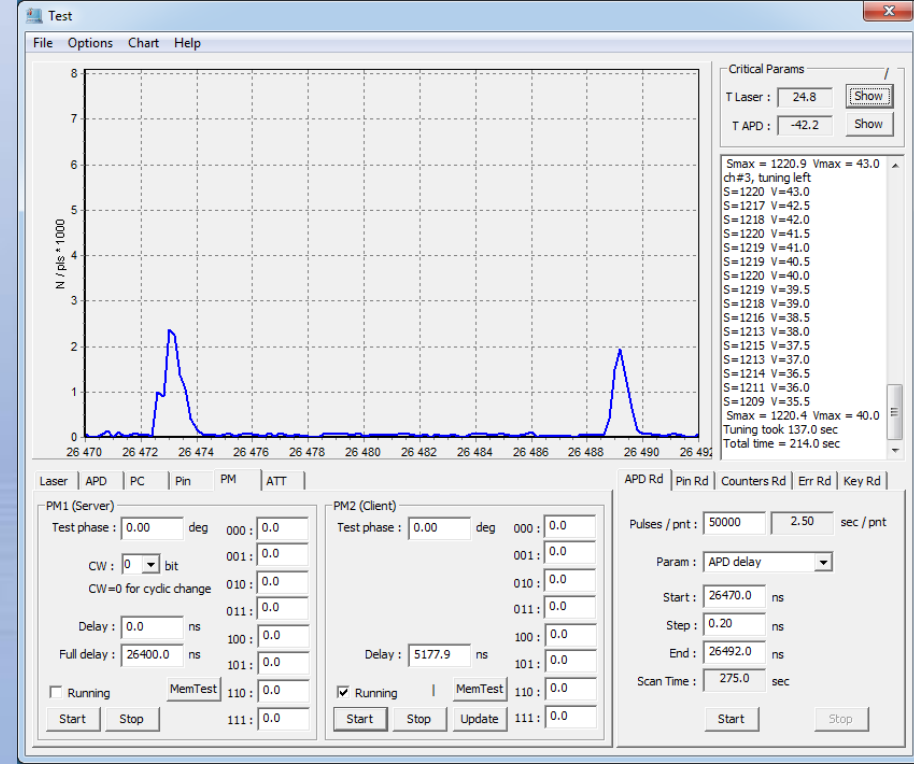 Test
File Options Chart Help
N / pls * 1000
8
7
6
5
4
3
2
1
0
26 470 26 472 26 474 26 476 26 478 26 480 26 482 26 484 26 486 26 488 26 490 26 492
Critical Params /
T Laser : 24.8 Show
T APD : -42.2 Show
Smax = 1220.9 Vmax = 43.0
ch#3, tuning left
S=1220 V=43.0
S=1217 V=42.5
S=1218 V=42.0
S=1220 V=41.5
S=1219 V=41.0
S=1219 V=40.5
S=1220 V=40.0
S=1219 V=39.5
S=1218 V=39.0
S=1216 V=38.5
S=1213 V=38.0
S=1215 V=37.5
S=1213 V=37.0
S=1214 V=36.5
S=1211 V=36.0
S=1209 V=35.5
Smax = 1220.4 Vmax = 40.0
Tuning took 137.0 sec
Total time = 214.0 sec
Laser APD PC Pin PM ATT
PM1 (Server)
Test phase : 0.00 deg
CW : 0 bit
CW=0 for cyclic change
Delay : 0.0 ns
Full delay : 26400.0 ns
Running MemTest
Start Stop
000 : 0.0
001 : 0.0
010 : 0.0
011 : 0.0
100 : 0.0
101 : 0.0
110 : 0.0
111 : 0.0
PM2 (Client)
Test phase : 0.00 deg
Delay : 5177.9 ns
Running | MemTest
Start Stop Update
000 : 0.0
001 : 0.0
010 : 0.0
011 : 0.0
100 : 0.0
101 : 0.0
110 : 0.0
111 : 0.0
APD Rd Pin Rd Counters Rd Err Rd Key Rd
Pulses / pnt : 50000 2.50 sec / pnt
Param : APD delay
Start : 26470.0 ns
Step : 0.20 ns
End : 26492.0 ns
Scan Time : 275.0 sec
Start Stop